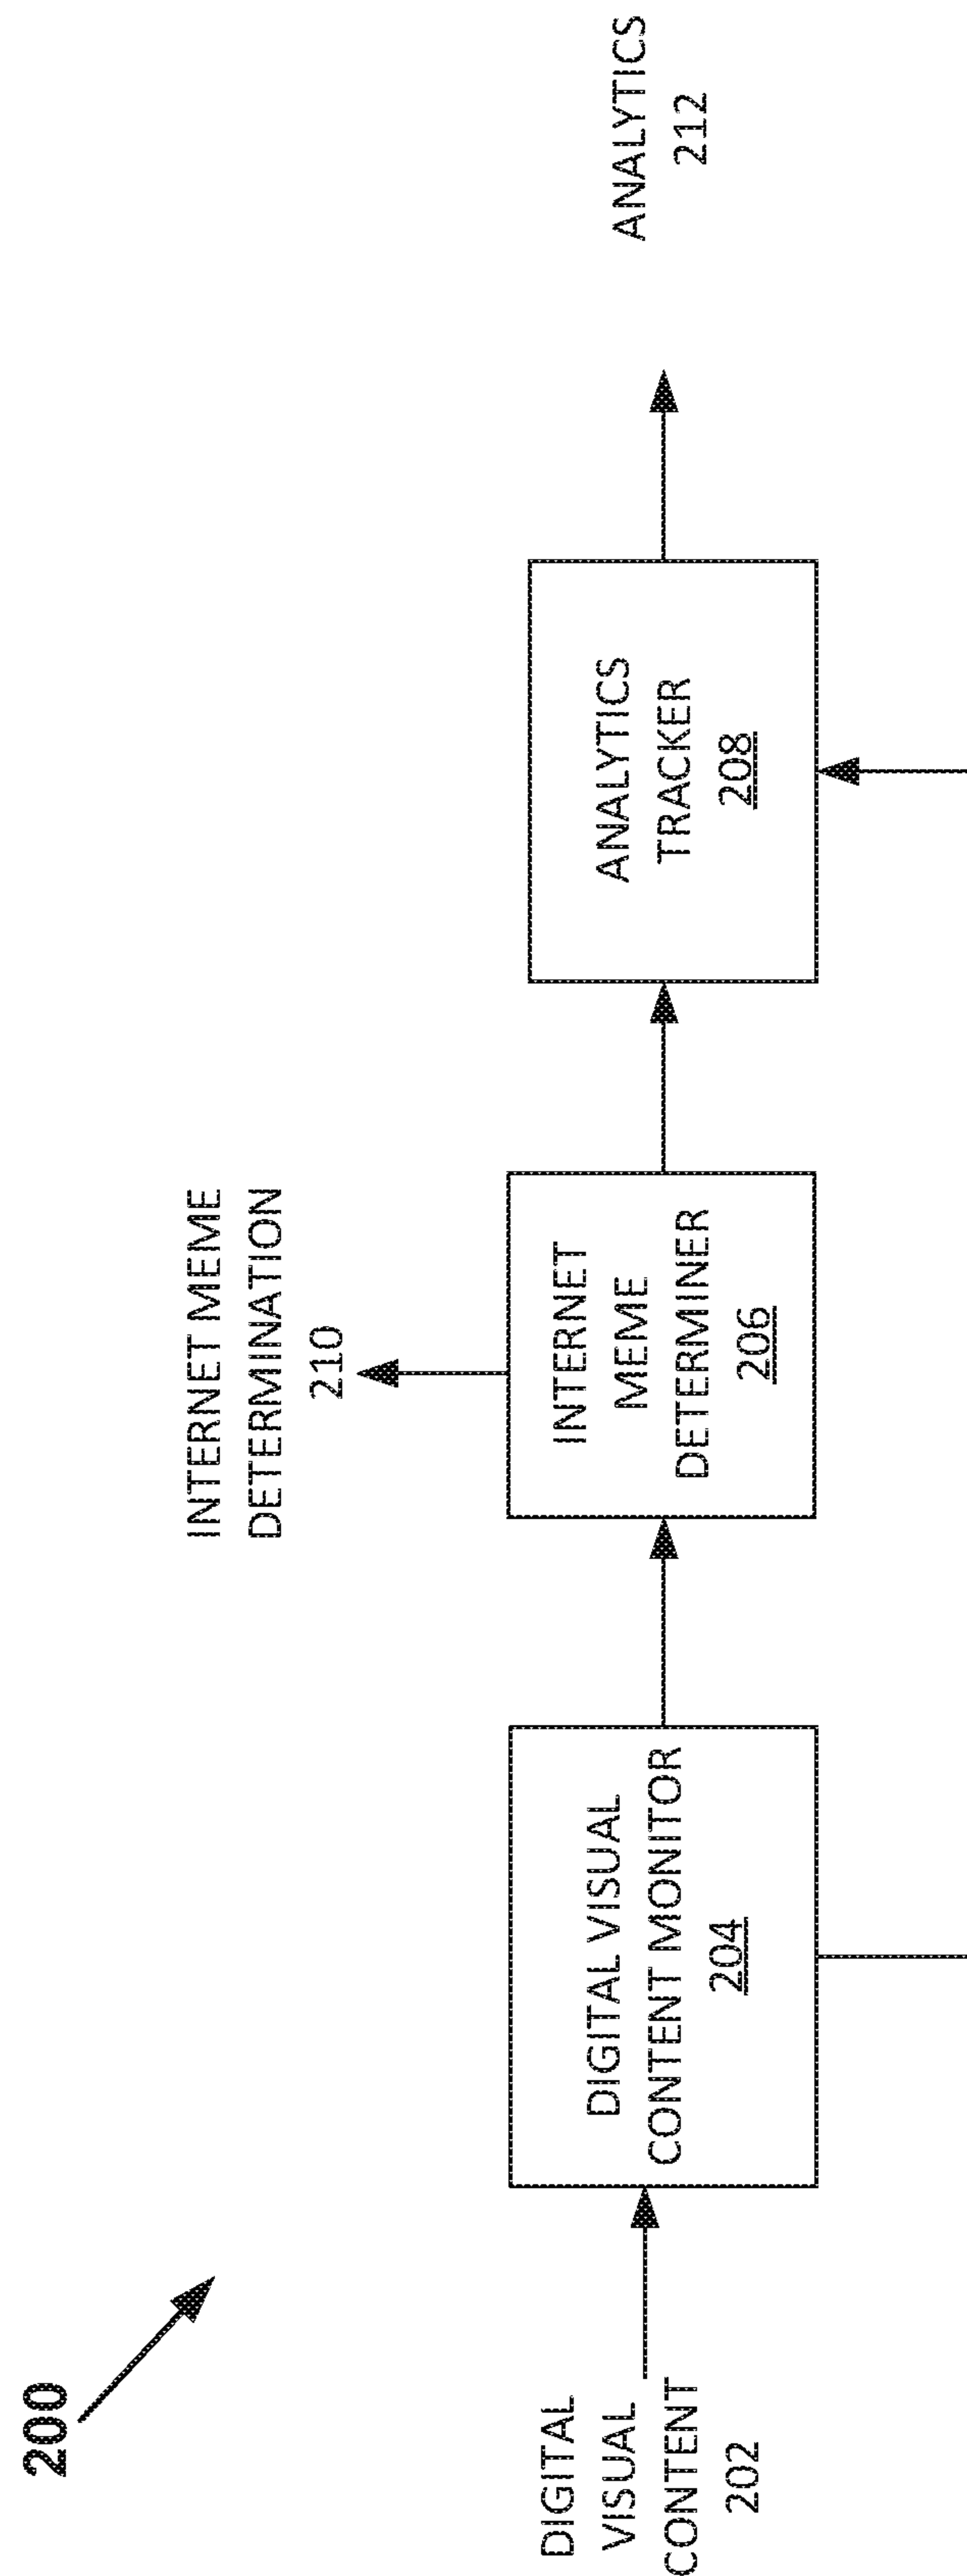 200
INTERNET MEME
DETERMINATION
210
DIGITAL
VISUAL
CONTENT
202
DIGITAL VISUAL
CONTENT MONITOR
204
INTERNET
MEME
DETERMINER
206
ANALYTICS
TRACKER
208
ANALYTICS
212